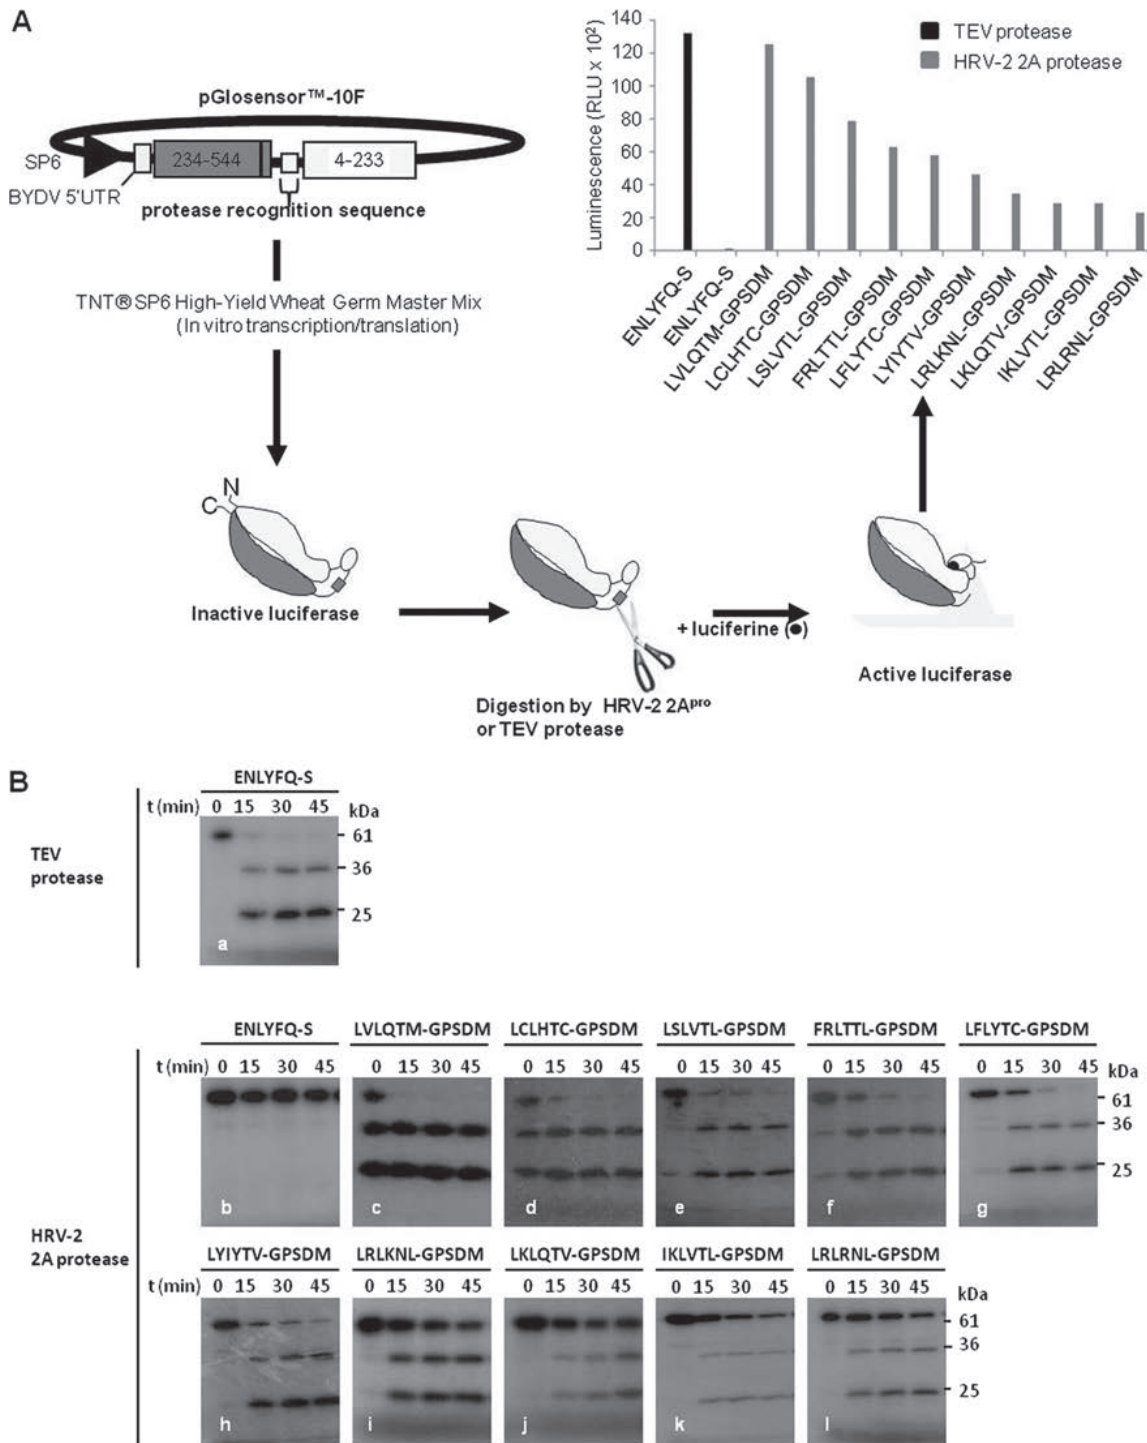 A
pGlosensor™-10F
SP6
234-544
4-233
BYDV 5'UTR
protease recognition sequence
TNT® SP6 High-Yield Wheat Germ Master Mix
(In vitro transcription/translation)
Luminescence (RLU x 10²)
140
120
100
80
60
40
20
0
TEV protease
HRV-2 2A protease
ENLYFQ-S
ENLYFQ-S
LVLQTM-GPSDM
LCLHTC-GPSDM
LSLVTL-GPSDM
FRLTTL-GPSDM
LFLYTC-GPSDM
LYIYTV-GPSDM
LRLKNL-GPSDM
LKLQTV-GPSDM
IKLVTL-GPSDM
LRLRNL-GPSDM
N
C
Inactive luciferase
Digestion by HRV-2 2Apro
or TEV protease
+ luciferine (●)
Active luciferase
B
ENLYFQ-S
t (min) 0 15 30 45 kDa
61
36
25
TEV
protease
a
ENLYFQ-S LVLQTM-GPSDM LCLHTC-GPSDM LSLVTL-GPSDM FRLTTL-GPSDM LFLYTC-GPSDM
t (min) 0 15 30 45 0 15 30 45 0 15 30 45 0 15 30 45 0 15 30 45 0 15 30 45 kDa
61
36
25
b c d e f g
HRV-2
2A protease
LYIYTV-GPSDM LRLKNL-GPSDM LKLQTV-GPSDM IKLVTL-GPSDM LRLRNL-GPSDM
t (min) 0 15 30 45 0 15 30 45 0 15 30 45 0 15 30 45 0 15 30 45 kDa
61
36
25
h i j k l